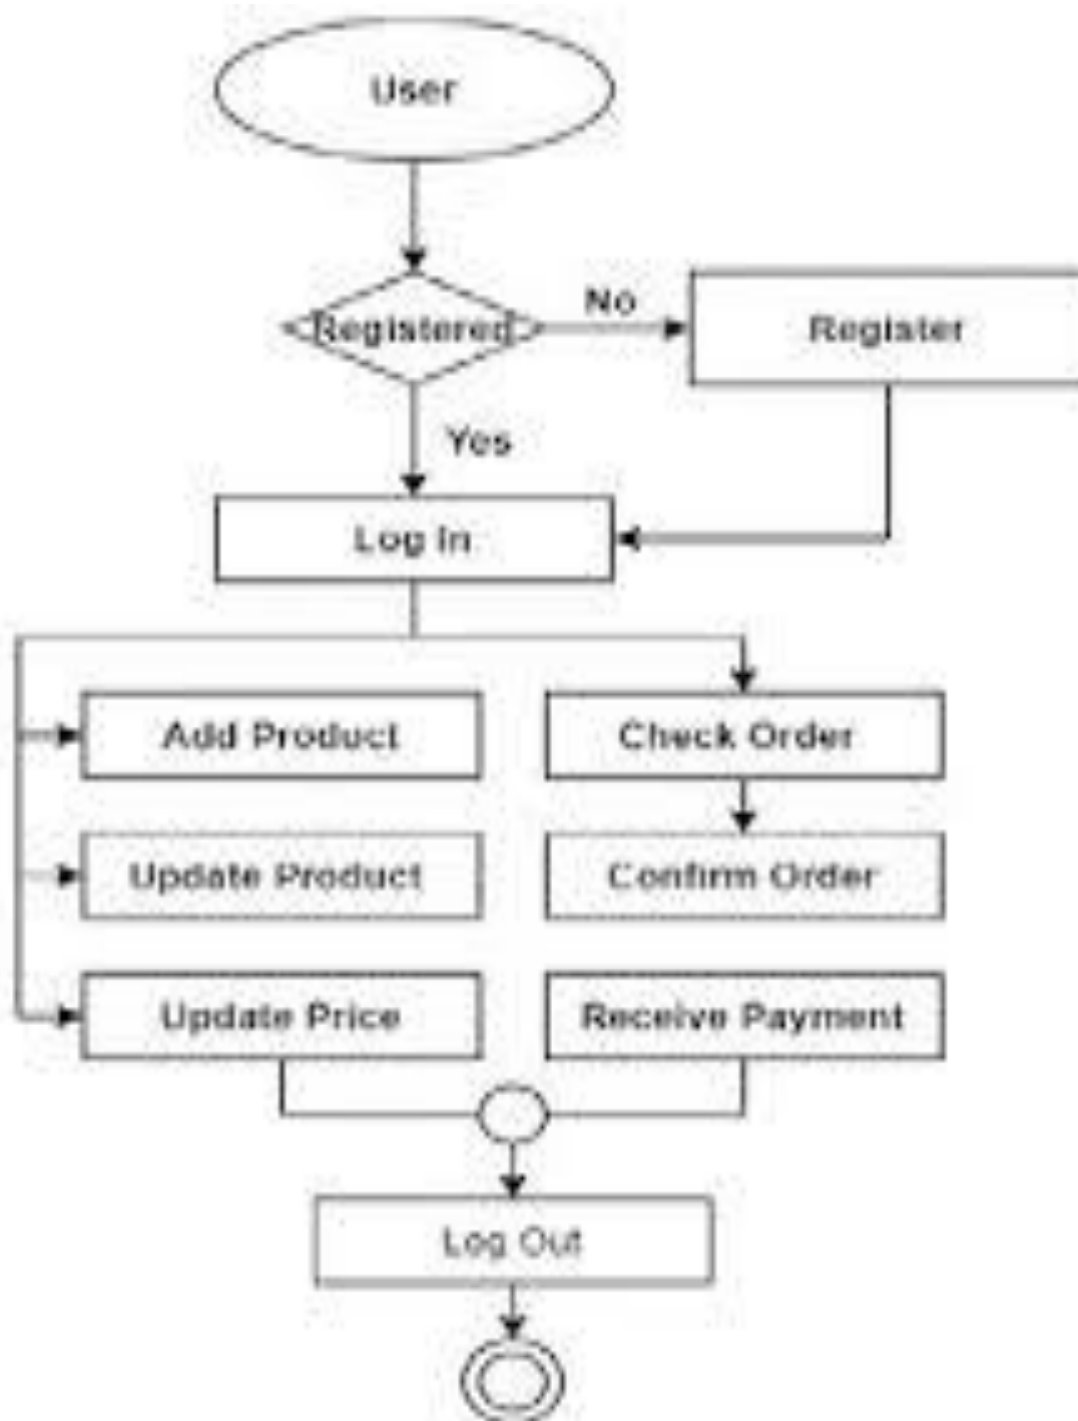 User
Registered
No
Register
Yes
Log in
Add Product
Check Order
Update Product
Confirm Order
Update Price
Receive Payment
Log Out